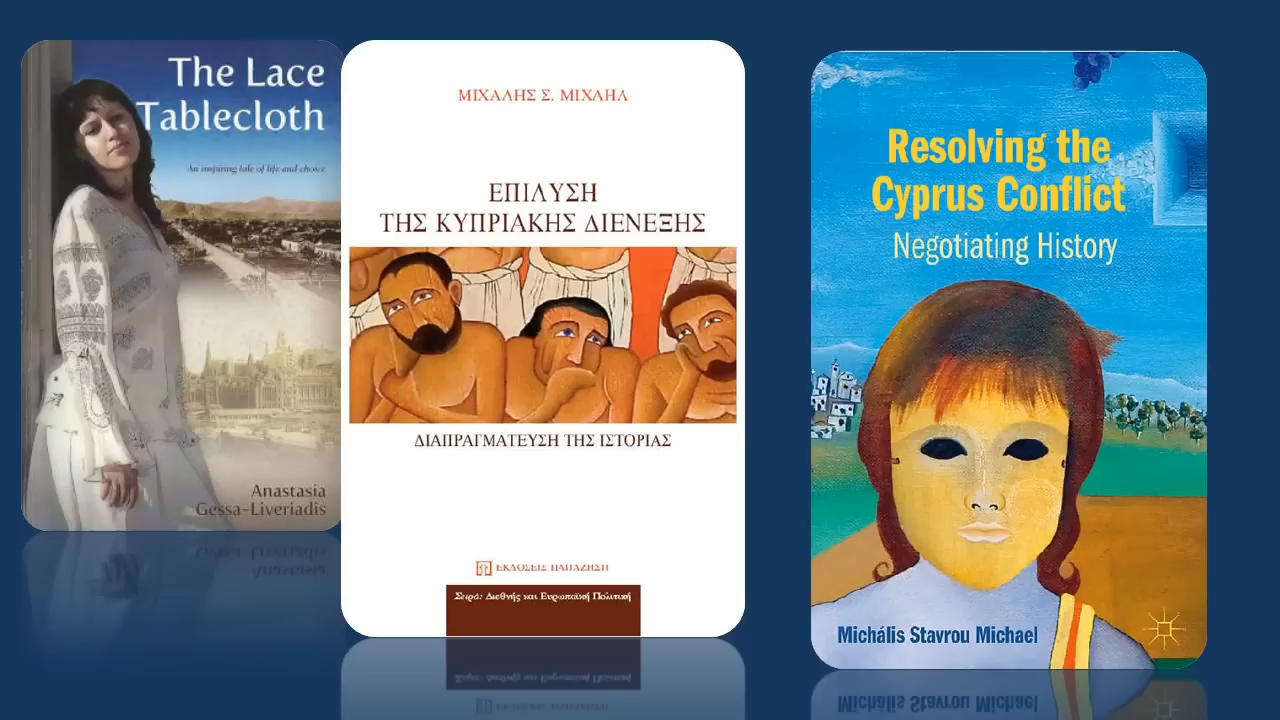 The Lace
Tablecloth
An inspiring tale of life and choice
Anastasia
Gessa-Liveriadis
ΜΙΧΑΛΗΣ Σ. ΜΙΧΑΗΛ
ΕΠΙΛΥΣΗ
ΤΗΣ ΚΥΠΡΙΑΚΗΣ ΔΙΕΝΕΞΗΣ
ΔΙΑΠΡΑΓΜΑΤΕΥΣΗ ΤΗΣ ΙΣΤΟΡΙΑΣ
ΕΚΔΟΣΕΙΣ ΠΑΠΑΖΗΣΗ
Σειρά: Διεθνής και Ευρωπαϊκή Πολιτική
Resolving the
Cyprus Conflict
Negotiating History
Michális Stavrou Michael